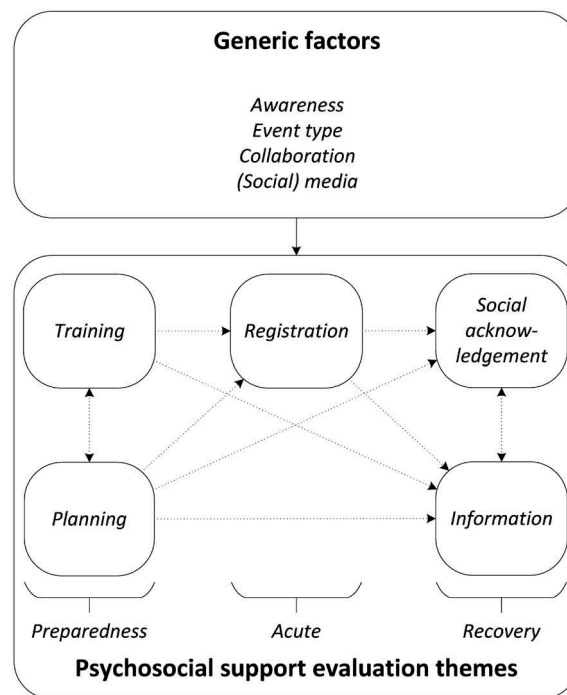 Generic factors
Awareness
Event type
Collaboration
(Social) media
Training
Registration
Social
acknow-
ledgement
Planning
Information
Preparedness
Acute
Recovery
Psychosocial support evaluation themes